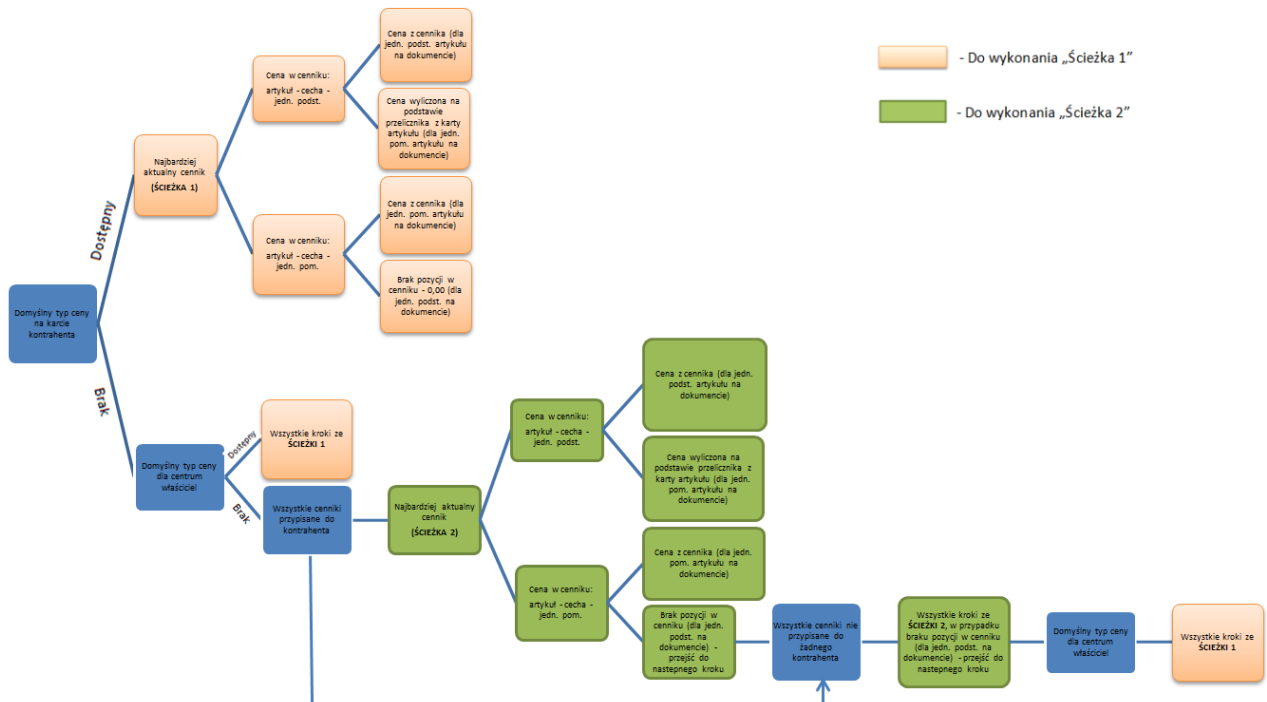 Cena z cennika (dla
jedn. podst. artykułu
na dokumencie)
- Do wykonania „Ścieżka 1”
Cena w cenniku:
artykuł - cecha -
jedn. podst.
Cena wyliczona na
podstawie
przelicznika z karty
artykułu (dla jedn.
pom. artykułu na
dokumencie)
- Do wykonania „Ścieżka 2”
Najbardziej
aktualny cennik
(ŚCIEŻKA 1)
Dostępny
Cena z cennika (dla
jedn. pom. artykułu
na dokumencie)
Cena w cenniku:
artykuł - cecha -
jedn. pom.
Brak pozycji w
cenniku - 0,00 (dla
jedn. podst. na
dokumencie)
Domyślny typ ceny
na karcie
kontrahenta
Brak
Cena z cennika (dla jedn.
podst. artykułu na
dokumencie)
Wszystkie kroki ze
ŚCIEŻKI 1
Dostępny
Cena w cenniku:
artykuł - cecha -
jedn. podst.
Domyślny typ ceny
dla centrum
właściciel
Cena wyliczona na
podstawie przelicznika z
karty artykułu (dla jedn.
pom. artykułu na
dokumencie)
Brak
Wszystkie cenniki
przypisane do
kontrahenta
Najbardziej aktualny
cennik
(ŚCIEŻKA 2)
Cena z cennika (dla jedn.
pom. artykułu na
dokumencie)
Cena w cenniku:
artykuł - cecha -
jedn. pom.
Brak pozycji w
cenniku (dla jedn.
podst. na
dokumencie) -
przejść do
nastepnego kroku
Wszystkie cenniki nie
przypisane do
żadnego
kontrahenta
Wszystkie kroki ze
ŚCIEŻKI 2, w przypadku
braku pozycji w cenniku
(dla jedn. podst. na
dokumencie) - przejść do
nastepnego kroku
Domyślny typ ceny
dla centrum
właściciel
Wszystkie kroki ze
ŚCIEŻKI 1